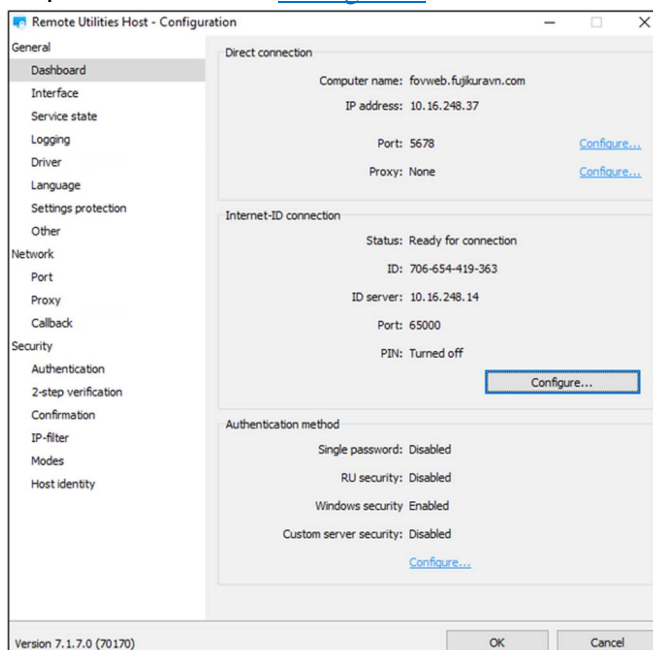 Remote Utilities Host - Configuration
General
Dashboard
Interface
Service state
Logging
Driver
Language
Settings protection
Other
Network
Port
Proxy
Callback
Security
Authentication
2-step verification
Confirmation
IP-filter
Modes
Host identity
Direct connection
Computer name: fovweb.fujikuravn.com
IP address: 10.16.248.37
Port: 5678 Configure...
Proxy: None Configure...
Internet-ID connection
Status: Ready for connection
ID: 706-654-419-363
ID server: 10.16.248.14
Port: 65000
PIN: Turned off
Configure...
Authentication method
Single password: Disabled
RU security: Disabled
Windows security Enabled
Custom server security: Disabled
Configure...
Version 7.1.7.0 (70170)
OK Cancel